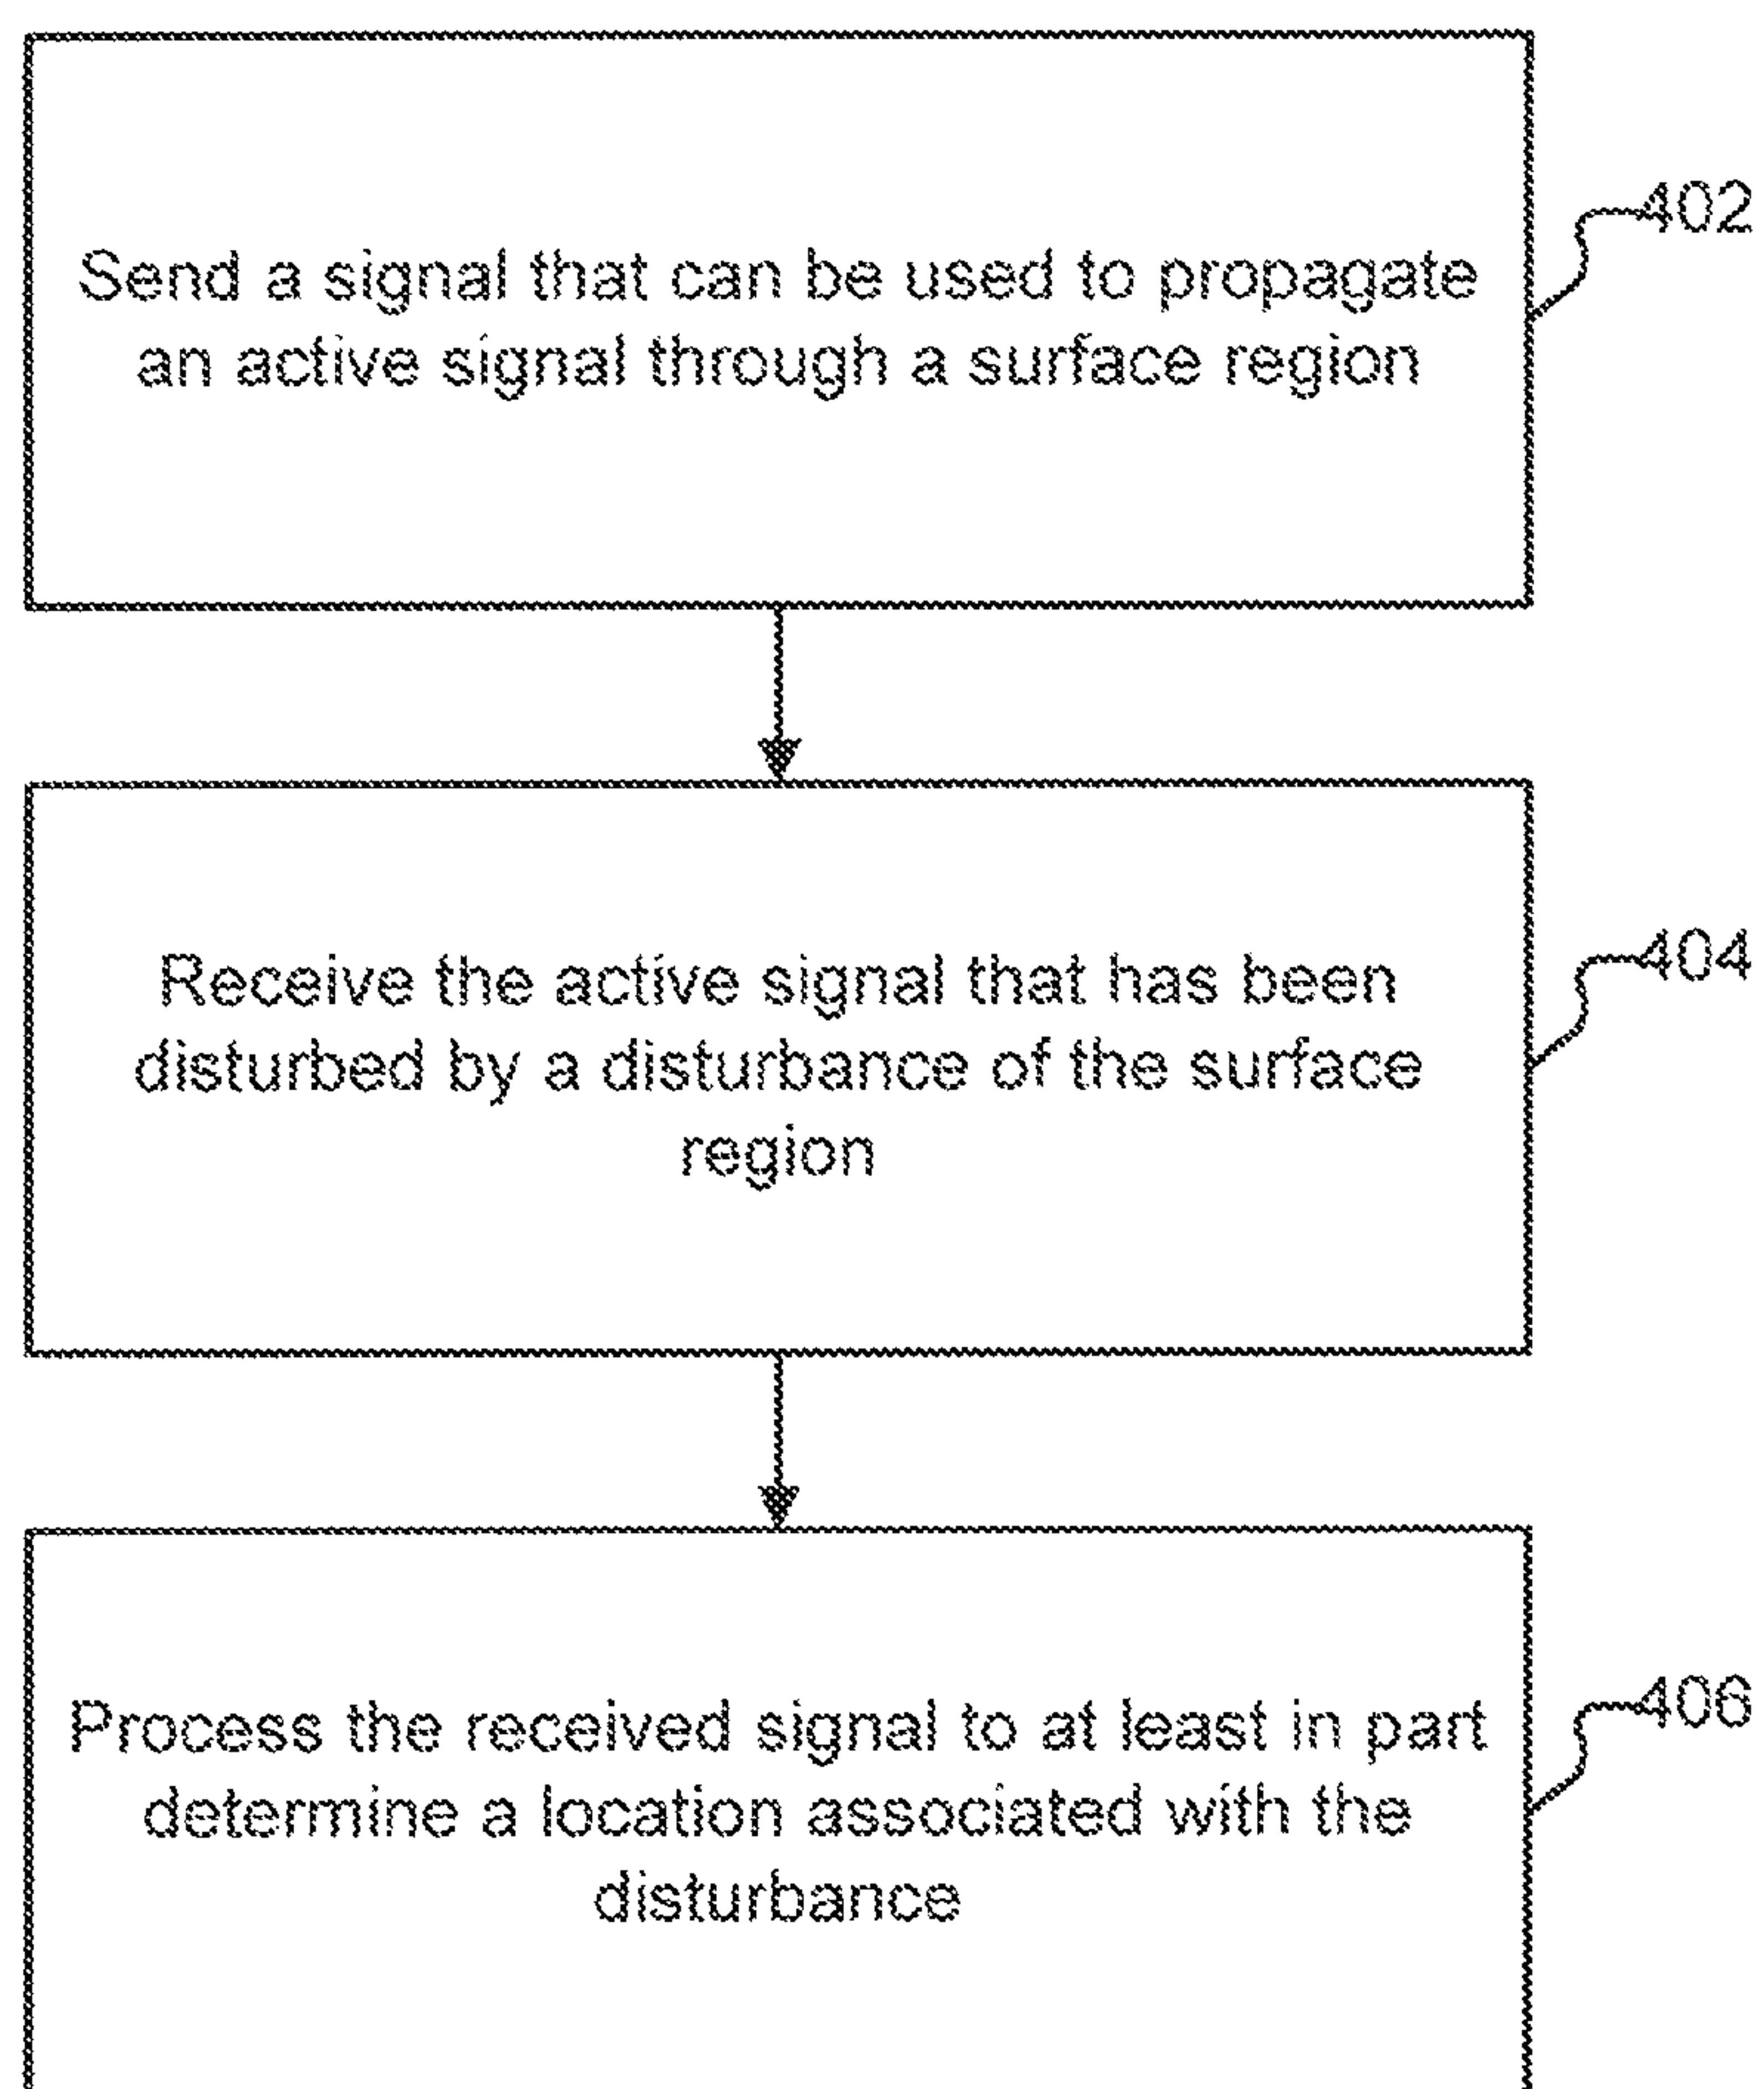 402
Send a signal that can be used to propagate
an active signal through a surface region
404
Receive the active signal that has been
disturbed by a disturbance of the surface
region
406
Process the received signal to at least in part
determine a location associated with the
disturbance